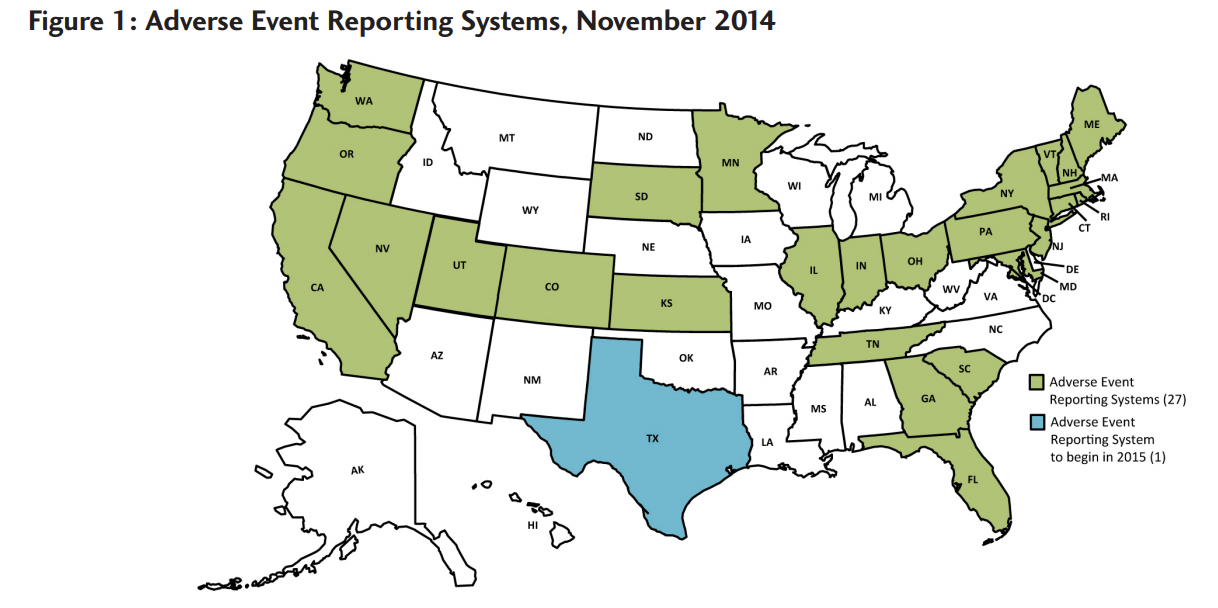 Figure 1: Adverse Event Reporting Systems, November 2014
WA
MT
ND
MN
ME
OR
ID
VT
NH
MA
WI
MI
NY
SD
WY
RI
CT
PA
NV
IA
NJ
NE
UT
IL
IN
OH
DE
CO
MD
CA
WV
VA
DC
KS
MO
KY
NC
TN
AZ
OK
SC
NM
AR
GA
MS
AL
TX
LA
FL
AK
HI
Adverse Event
Reporting Systems (27)
Adverse Event
Reporting System
to begin in 2015 (1)